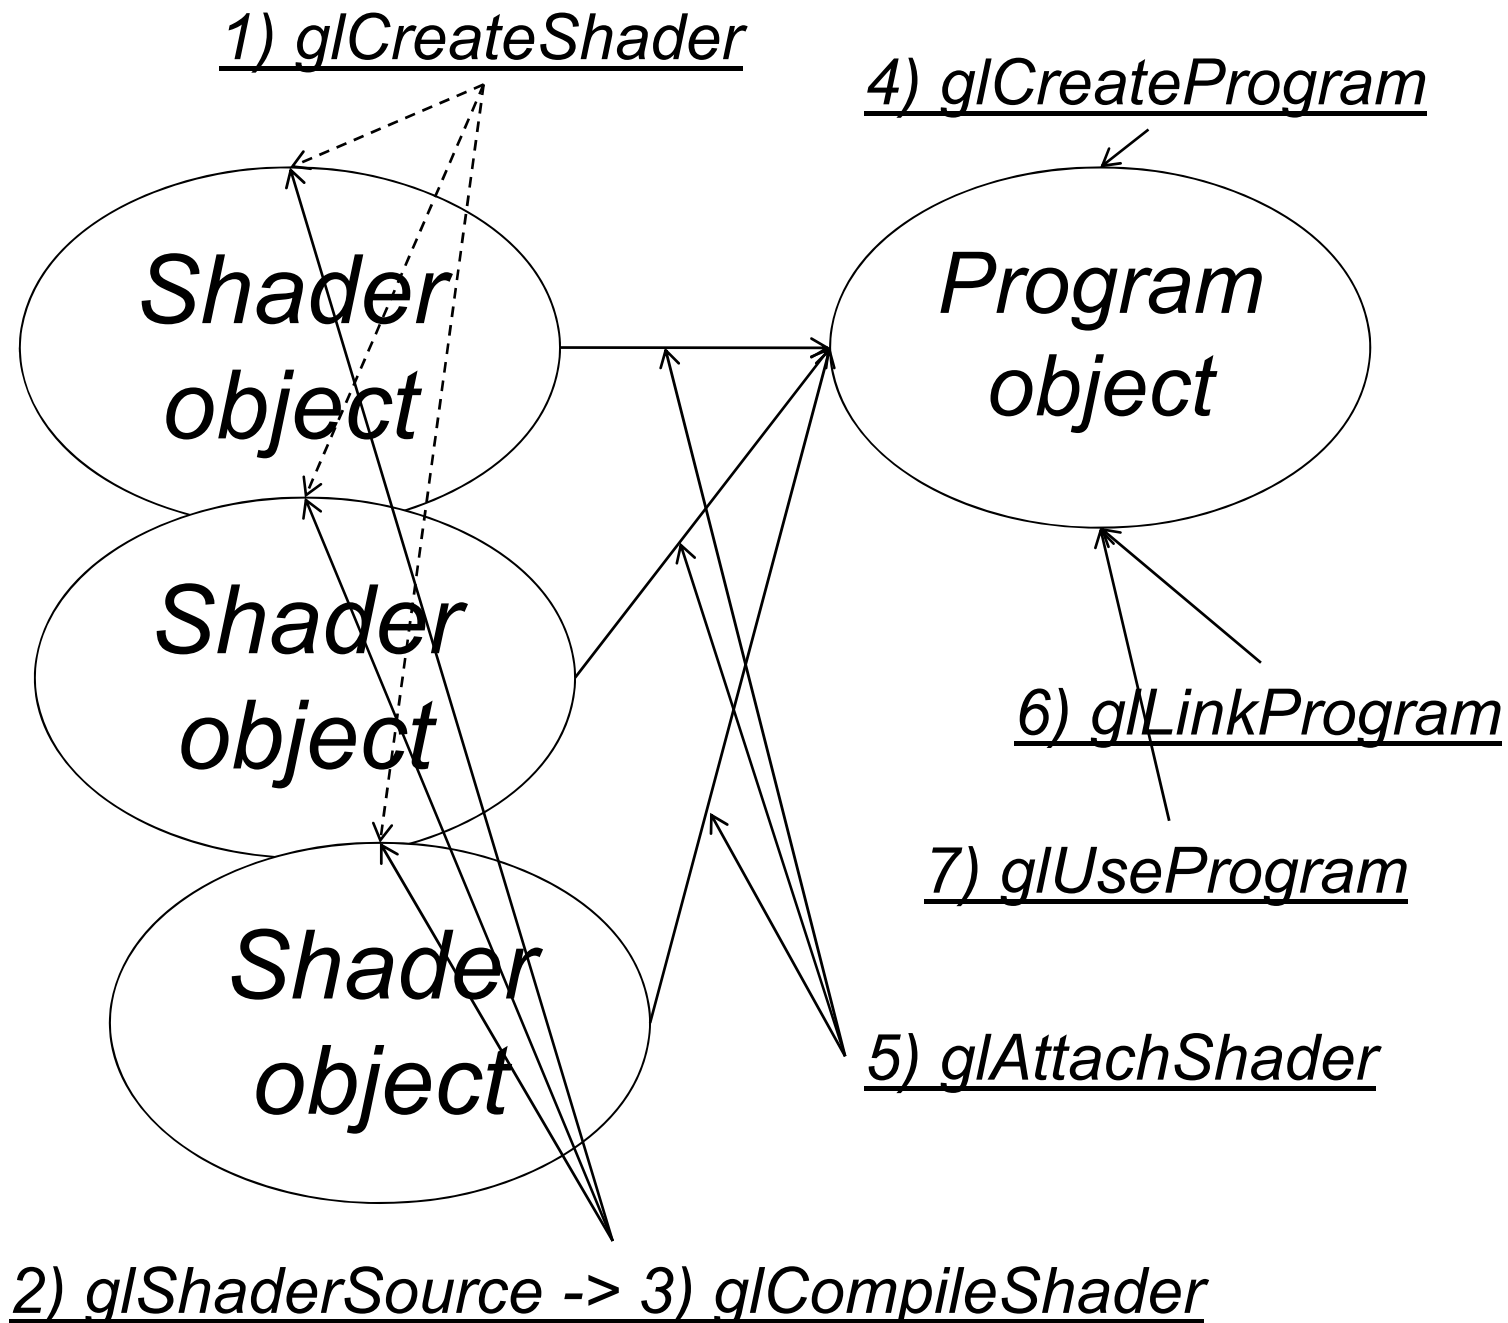 1) glCreateShader
4) glCreateProgram
Shader
object
Program
object
Shader
object
6) glLinkProgram
7) glUseProgram
Shader
object
5) glAttachShader
2) glShaderSource -> 3) glCompileShader